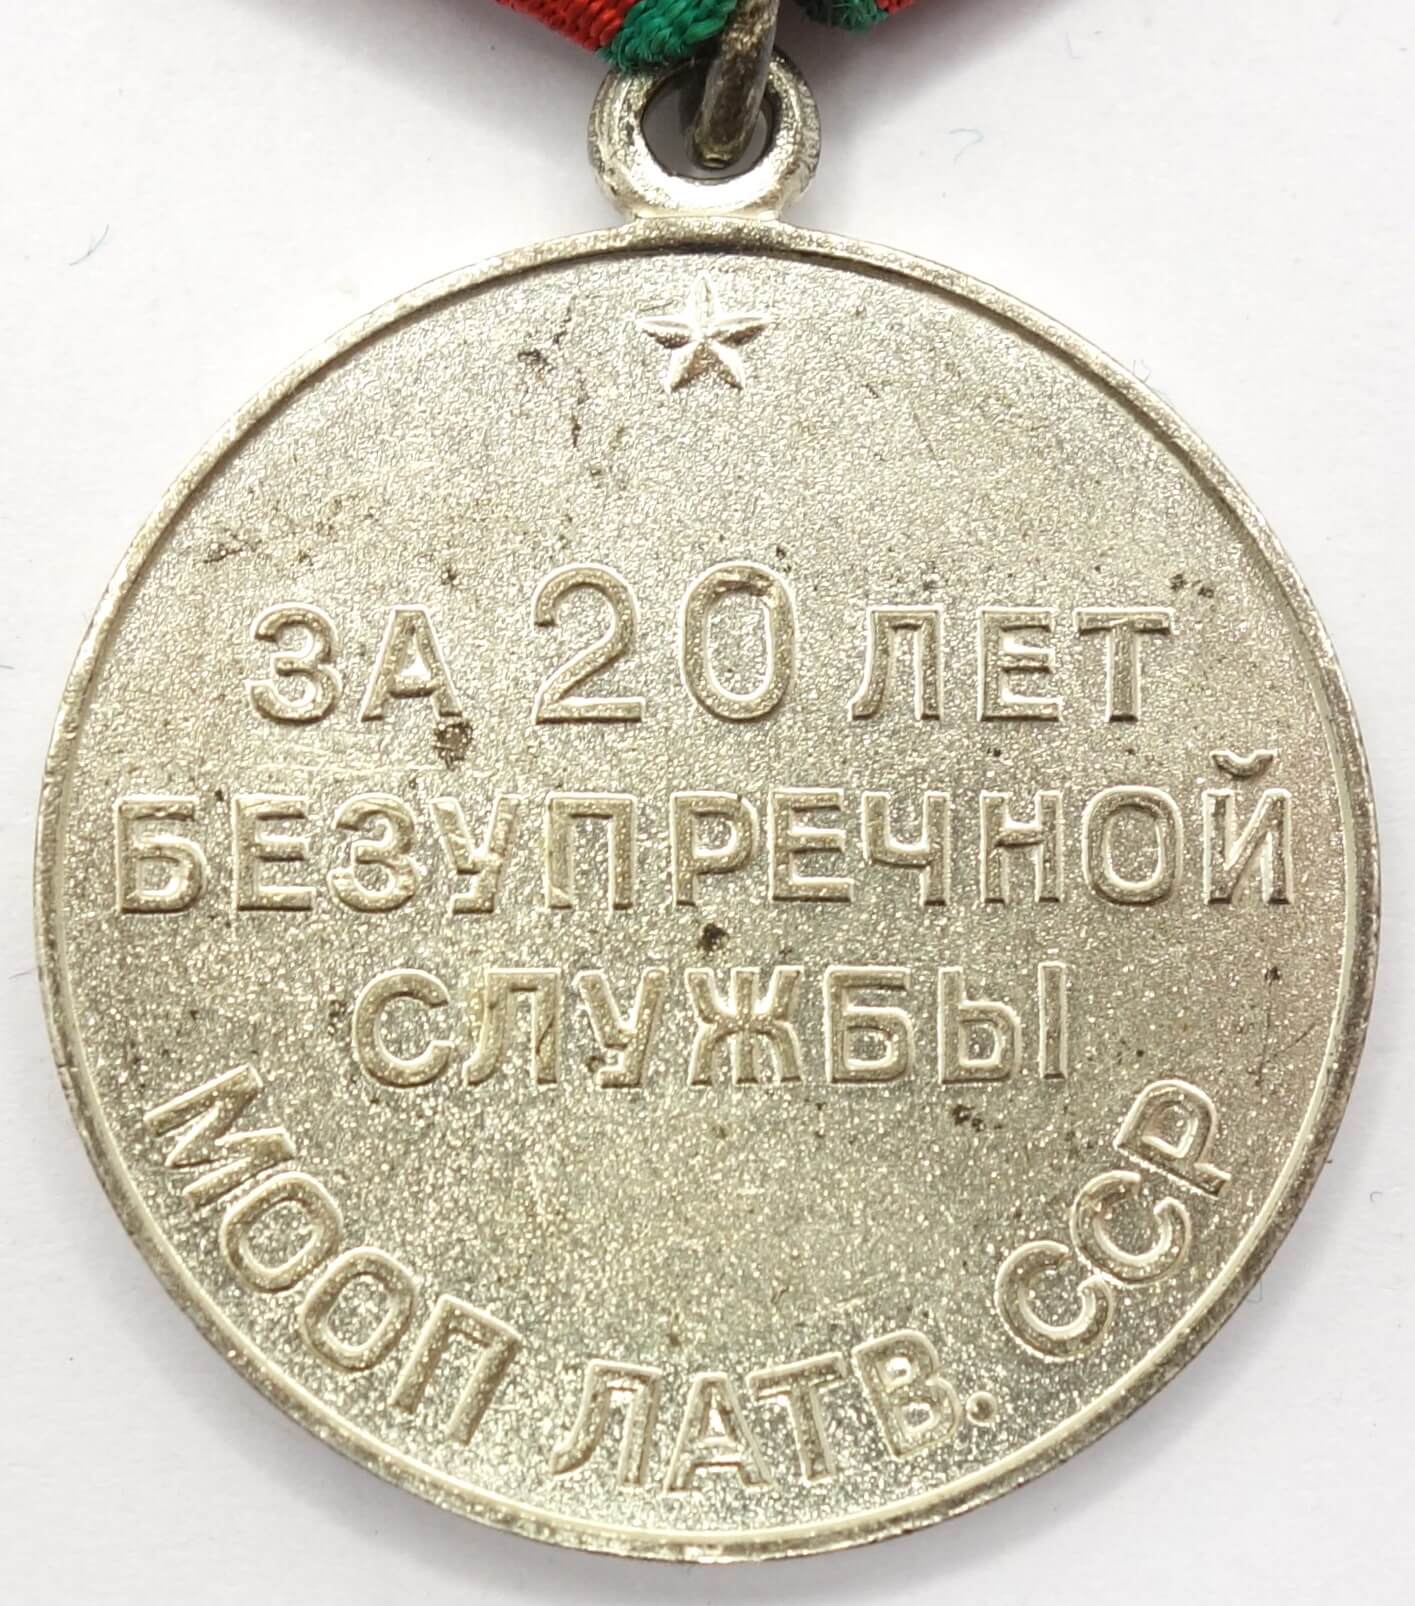 ЗА 20 ЛЕТ
БЕЗУПРЕЧНОЙ
СЛУЖБЫ
МООП ЛАТВ. ССР